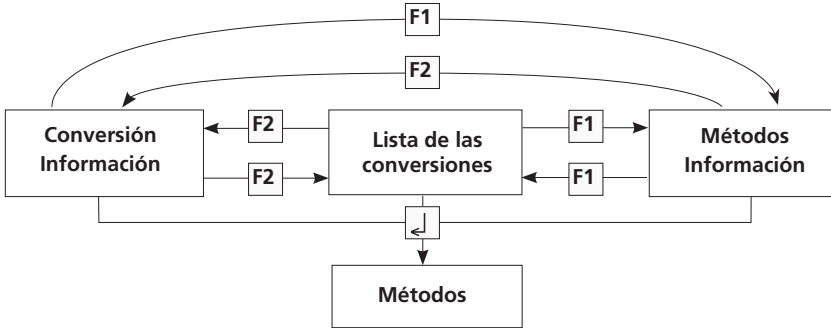 F1
F2
Conversión
Información
F2
F2
Lista de las
conversiones
F1
F1
Métodos
Información
Métodos